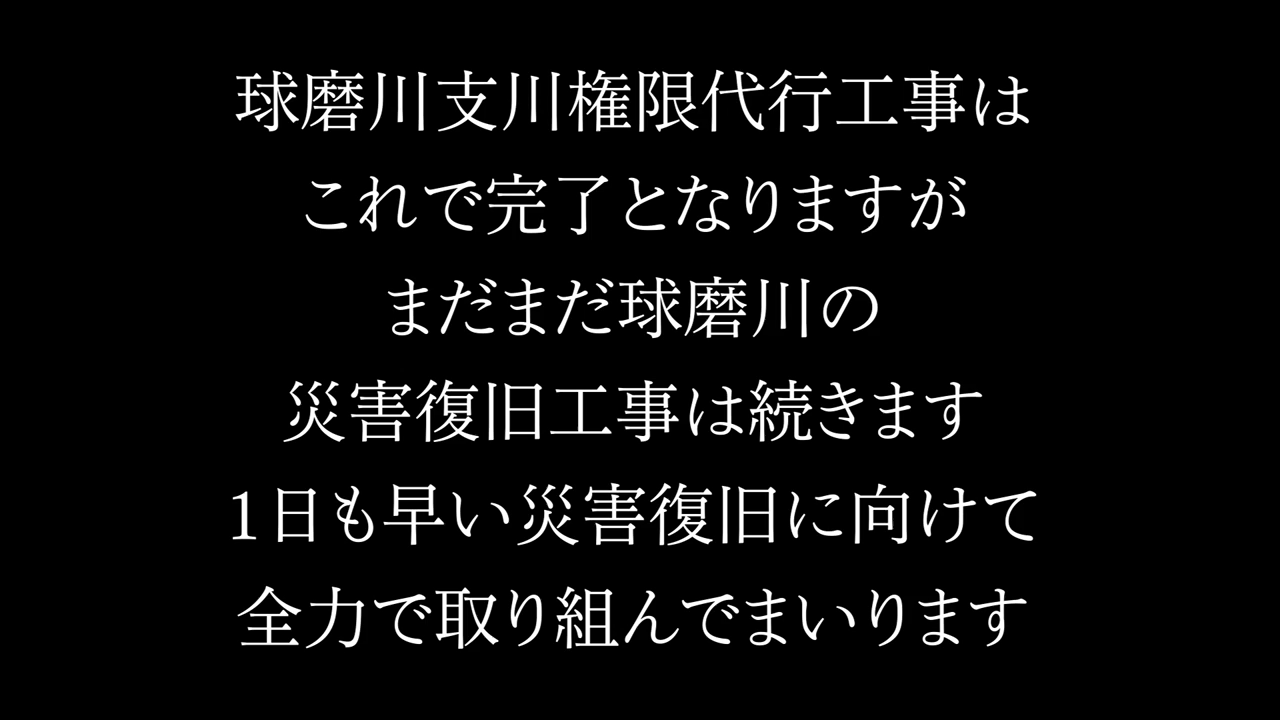 球磨川支川権限代行工事は
これで完了となりますが
まだまだ球磨川の
災害復旧工事は続きます
1日も早い災害復旧に向けて
全力で取り組んでまいります